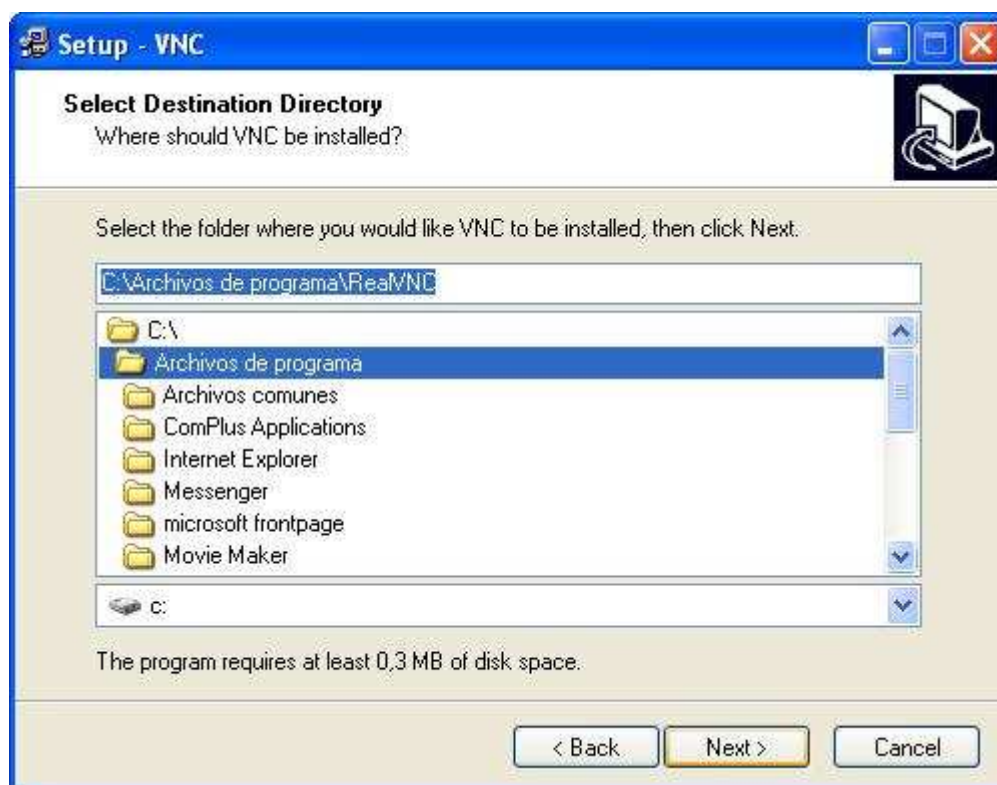 Setup - VNC
Select Destination Directory
Where should VNC be installed?
Select the folder where you would like VNC to be installed, then click Next.
C:\Archivos de programa\RealVNC
C:\
Archivos de programa
Archivos comunes
ComPlus Applications
Internet Explorer
Messenger
microsoft frontpage
Movie Maker
c:
The program requires at least 0,3 MB of disk space.
< Back Next > Cancel